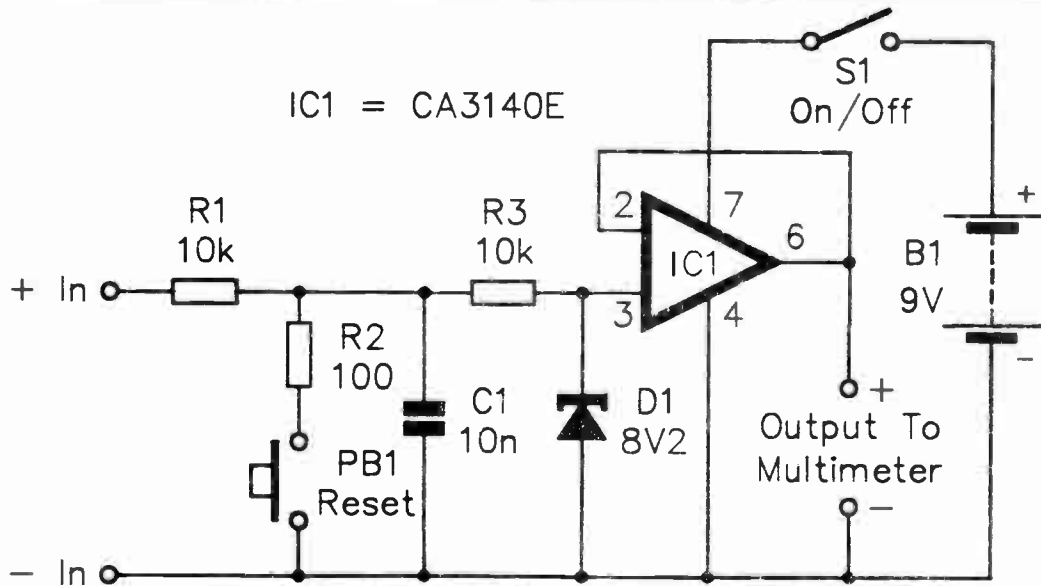 IC1 = CA3140E
S1
On/Off
R1
10k
R3
10k
2
7
6
IC1
3
4
+
B1
9V
-
+ In
R2
100
C1
10n
D1
8V2
+
Output To
Multimeter
-
PB1
Reset
- In